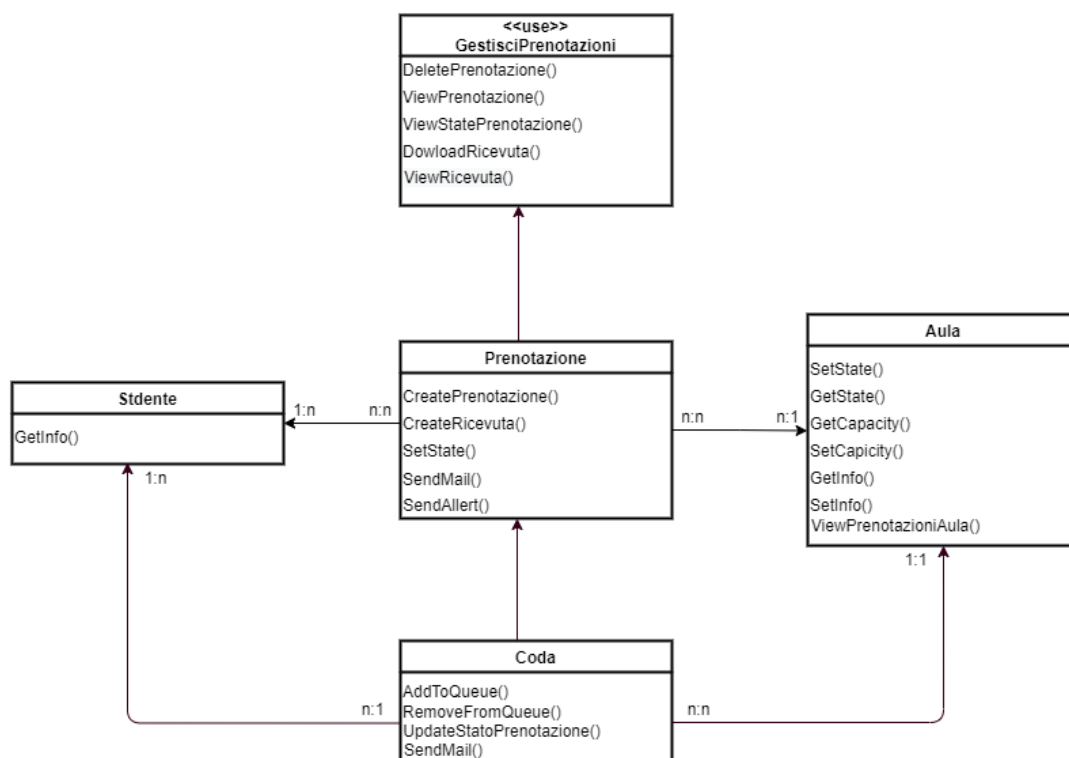 <<use>>
GestisciPrenotazioni
DeletePrenotazione()
ViewPrenotazione()
ViewStatePrenotazione()
DowloadRicevuta()
ViewRicevuta()
Prenotazione
CreatePrenotazione()
CreateRicevuta()
SetState()
SendMail()
SendAllert()
Stdente
GetInfo()
1:n
n:n
n:n
n:1
Aula
SetState()
GetState()
GetCapacity()
SetCapicity()
GetInfo()
SetInfo()
ViewPrenotazioniAula()
1:n
1:1
Coda
AddToQueue()
RemoveFromQueue()
UpdateStatoPrenotazione()
SendMail()
n:1
n:n